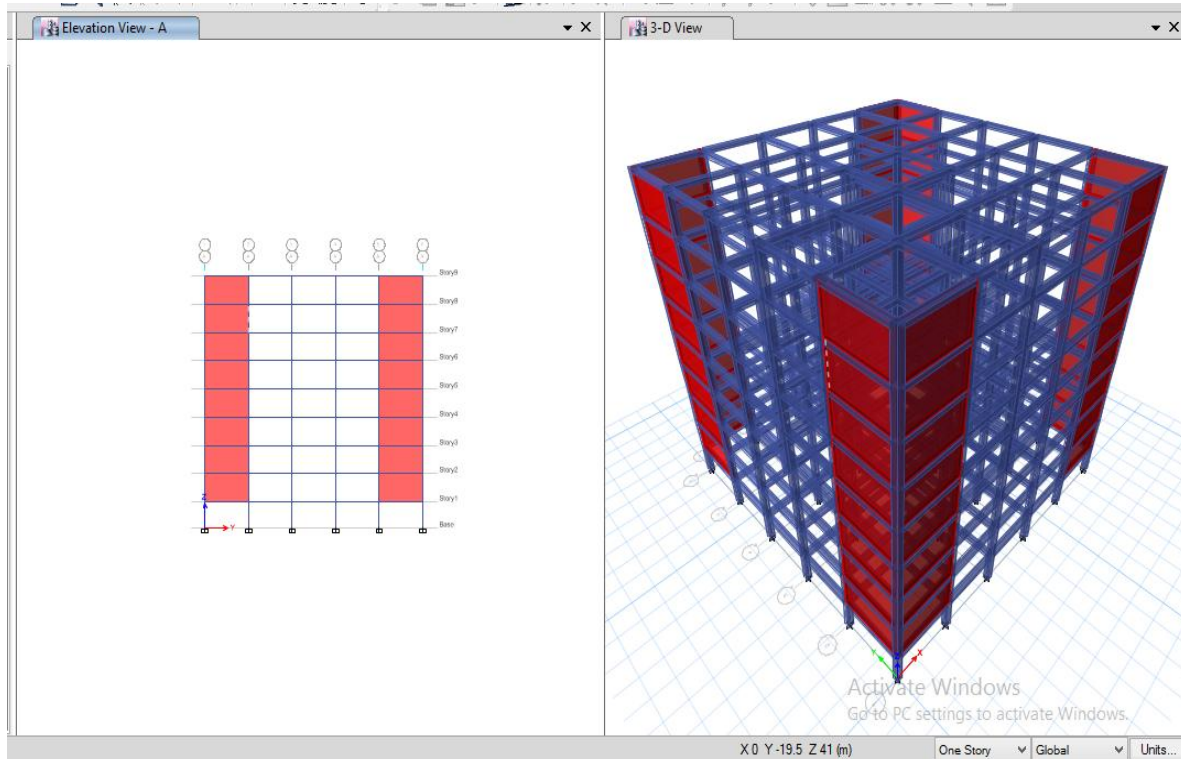 Elevation View - A
3-D View
Story9
Story8
Story7
Story6
Story5
Story4
Story3
Story2
Story1
Base
Z
Y
Y
Z
X
Activate Windows
Go to PC settings to activate Windows.
X 0 Y -19.5 Z 41 (m)
One Story
Global
Units...